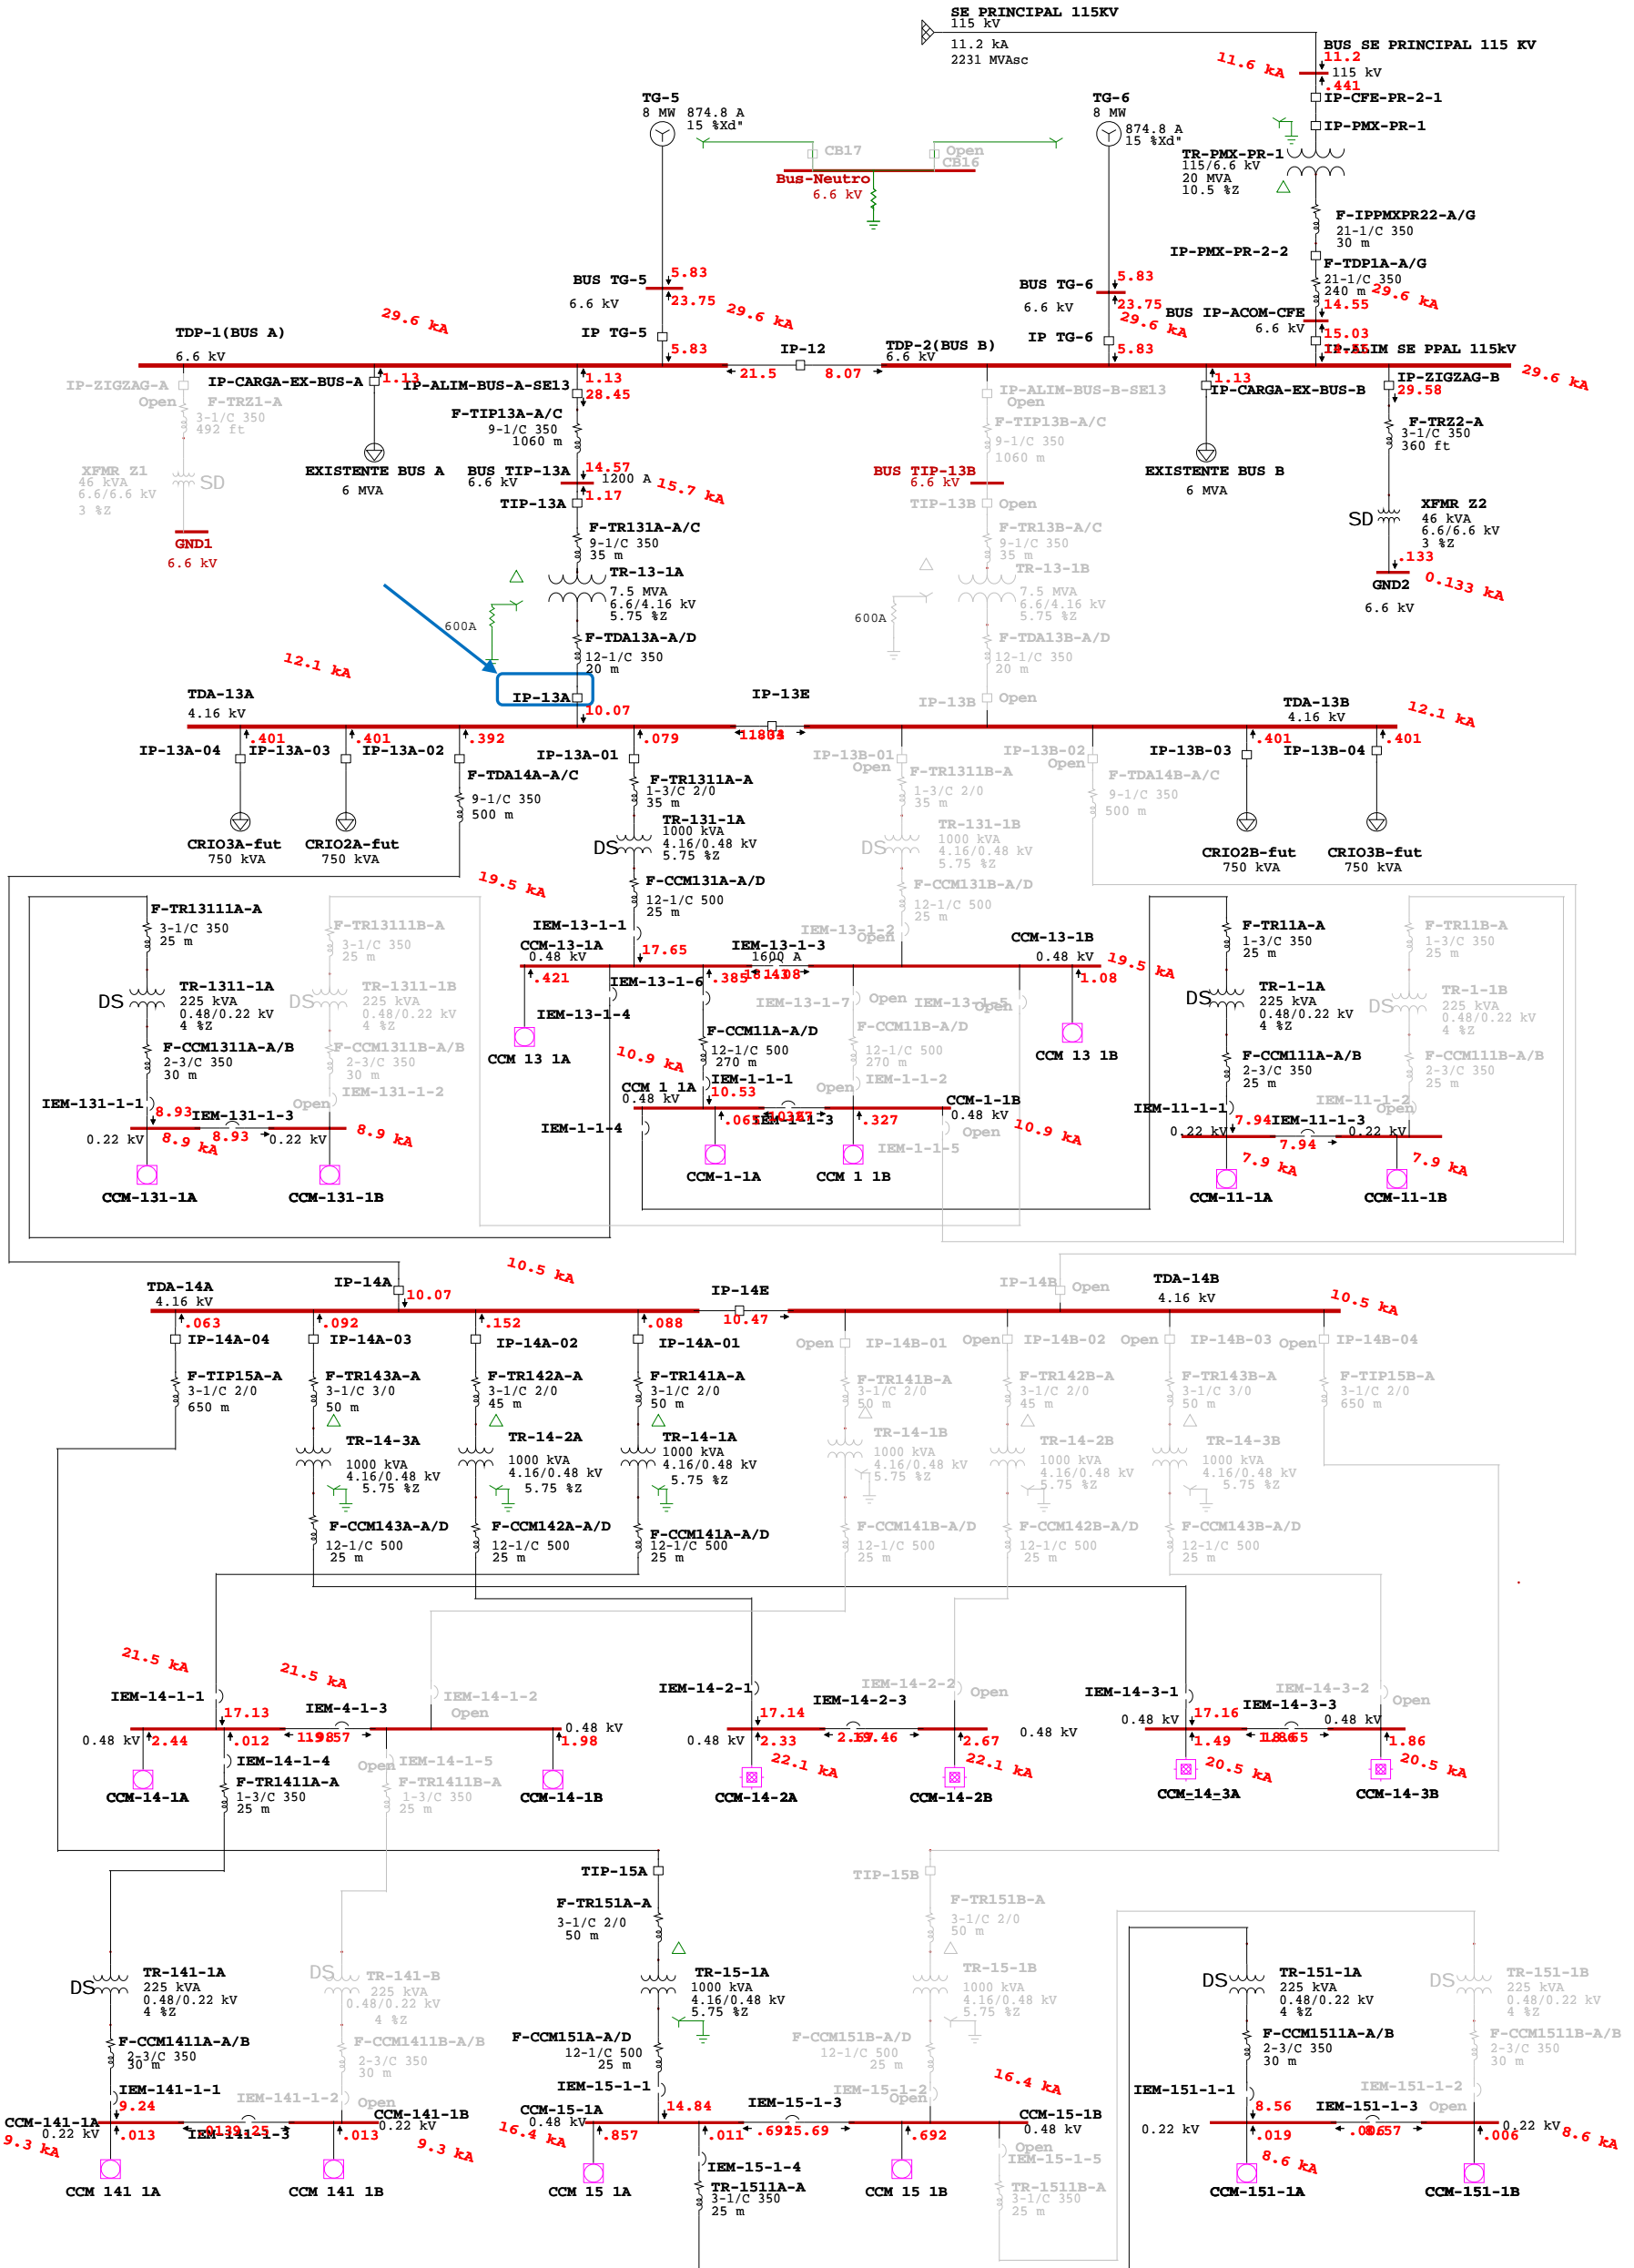 SE PRINCIPAL 115KV
115 kV
11.2 kA
2231 MVAsc
BUS SE PRINCIPAL 115 KV
11.2
11.6 kA
115 kV
.441
IP-CFE-PR-2-1
IP-PMX-PR-1
TR-PMX-PR-1
115/6.6 kV
20 MVA
10.5 %Z
F-IPPMXPR22-A/G
21-1/C 350
30 m
IP-PMX-PR-2-2
F-TDP1A-A/G
21-1/C 350
240 m
29.6 kA
14.55
BUS IP-ACOM-CFE
6.6 kV
15.03
IP-ALIM SE PPAL 115kV
TG-5
8 MW
874.8 A
15 %Xd"
TG-6
8 MW
874.8 A
15 %Xd"
CB17
Open
CB16
Bus-Neutro
6.6 kV
BUS TG-5
6.6 kV
5.83
23.75
29.6 kA
IP TG-5
5.83
BUS TG-6
6.6 kV
5.83
23.75
29.6 kA
IP TG-6
5.83
29.6 kA
TDP-1(BUS A)
6.6 kV
IP-12
21.5
8.07
TDP-2(BUS B)
6.6 kV
29.6 kA
IP-ZIGZAG-A
Open
F-TRZ1-A
3-1/C 350
492 ft
XFMR Z1
46 kVA
6.6/6.6 kV
3 %Z
SD
GND1
6.6 kV
IP-CARGA-EX-BUS-A
1.13
EXISTENTE BUS A
6 MVA
IP-ALIM-BUS-A-SE13
1.13
28.45
F-TIP13A-A/C
9-1/C 350
1060 m
BUS TIP-13A
6.6 kV
14.57
1200 A
1.17
15.7 kA
TIP-13A
F-TR131A-A/C
9-1/C 350
35 m
TR-13-1A
7.5 MVA
6.6/4.16 kV
5.75 %Z
600A
F-TDA13A-A/D
12-1/C 350
20 m
IP-13A
10.07
IP-ALIM-BUS-B-SE13
Open
F-TIP13B-A/C
9-1/C 350
1060 m
BUS TIP-13B
6.6 kV
TIP-13B
Open
F-TR13B-A/C
9-1/C 350
35 m
TR-13-1B
7.5 MVA
6.6/4.16 kV
5.75 %Z
600A
F-TDA13B-A/D
12-1/C 350
20 m
IP-13B
Open
1.13
IP-CARGA-EX-BUS-B
EXISTENTE BUS B
6 MVA
IP-ZIGZAG-B
29.58
F-TRZ2-A
3-1/C 350
360 ft
SD
XFMR Z2
46 kVA
6.6/6.6 kV
3 %Z
.133
GND2
0.133 kA
6.6 kV
12.1 kA
TDA-13A
4.16 kV
IP-13E
TDA-13B
4.16 kV
12.1 kA
IP-13A-04
.401
IP-13A-03
.401
IP-13A-02
.392
IP-13A-01
.079
CRIO3A-fut
750 kVA
CRIO2A-fut
750 kVA
F-TDA14A-A/C
9-1/C 350
500 m
F-TR1311A-A
1-3/C 2/0
35 m
TR-131-1A
1000 kVA
4.16/0.48 kV
5.75 %Z
DS
F-CCM131A-A/D
12-1/C 500
25 m
IP-13B-01
Open
F-TR1311B-A
1-3/C 2/0
35 m
TR-131-1B
1000 kVA
4.16/0.48 kV
5.75 %Z
DS
F-CCM131B-A/D
12-1/C 500
25 m
IP-13B-02
Open
F-TDA14B-A/C
9-1/C 350
500 m
IP-13B-03
.401
IP-13B-04
.401
CRIO2B-fut
750 kVA
CRIO3B-fut
750 kVA
19.5 kA
IEM-13-1-1
17.65
CCM-13-1A
0.48 kV
IEM-13-1-3
1600 A
IEM-13-1-2
Open
CCM-13-1B
0.48 kV
19.5 kA
.421
IEM-13-1-6
.385
IEM-13-1-4
CCM 13 1A
IEM-13-1-7
Open
IEM-13-1-5
1.08
CCM 13 1B
F-CCM11A-A/D
12-1/C 500
270 m
F-CCM11B-A/D
12-1/C 500
270 m
10.9 kA
IEM-1-1-1
10.53
CCM 1 1A
0.48 kV
Open
IEM-1-1-2
CCM-1-1B
0.48 kV
10.9 kA
IEM-1-1-4
IEM-1-1-3
.327
Open
IEM-1-1-5
CCM-1-1A
CCM 1 1B
F-TR13111A-A
3-1/C 350
25 m
F-TR13111B-A
3-1/C 350
25 m
DS
TR-1311-1A
225 kVA
0.48/0.22 kV
4 %Z
DS
TR-1311-1B
225 kVA
0.48/0.22 kV
4 %Z
F-CCM1311A-A/B
2-3/C 350
30 m
F-CCM1311B-A/B
2-3/C 350
30 m
IEM-131-1-1
8.93
IEM-131-1-3
Open
IEM-131-1-2
0.22 kV
8.9 kA
8.93
0.22 kV
8.9 kA
CCM-131-1A
CCM-131-1B
F-TR11A-A
1-3/C 350
25 m
F-TR11B-A
1-3/C 350
25 m
DS
TR-1-1A
225 kVA
0.48/0.22 kV
4 %Z
DS
TR-1-1B
225 kVA
0.48/0.22 kV
4 %Z
F-CCM111A-A/B
2-3/C 350
25 m
F-CCM111B-A/B
2-3/C 350
25 m
IEM-11-1-1
7.94
IEM-11-1-3
IEM-11-1-2
Open
0.22 kV
7.94
0.22 kV
7.9 kA
7.9 kA
CCM-11-1A
CCM-11-1B
10.5 kA
TDA-14A
4.16 kV
IP-14A
10.07
IP-14E
10.47
IP-14B
Open
TDA-14B
4.16 kV
10.5 kA
.063
IP-14A-04
.092
IP-14A-03
.152
IP-14A-02
.088
IP-14A-01
Open
IP-14B-01
Open
IP-14B-02
Open
IP-14B-03
Open
IP-14B-04
F-TIP15A-A
3-1/C 2/0
650 m
F-TR143A-A
3-1/C 3/0
50 m
F-TR142A-A
3-1/C 2/0
45 m
F-TR141A-A
3-1/C 2/0
50 m
F-TR141B-A
3-1/C 2/0
50 m
F-TR142B-A
3-1/C 2/0
45 m
F-TR143B-A
3-1/C 3/0
50 m
F-TIP15B-A
3-1/C 2/0
650 m
TR-14-3A
1000 kVA
4.16/0.48 kV
5.75 %Z
TR-14-2A
1000 kVA
4.16/0.48 kV
5.75 %Z
TR-14-1A
1000 kVA
4.16/0.48 kV
5.75 %Z
TR-14-1B
1000 kVA
4.16/0.48 kV
5.75 %Z
TR-14-2B
1000 kVA
4.16/0.48 kV
5.75 %Z
TR-14-3B
1000 kVA
4.16/0.48 kV
5.75 %Z
F-CCM143A-A/D
12-1/C 500
25 m
F-CCM142A-A/D
12-1/C 500
25 m
F-CCM141A-A/D
12-1/C 500
25 m
F-CCM141B-A/D
12-1/C 500
25 m
F-CCM142B-A/D
12-1/C 500
25 m
F-CCM143B-A/D
12-1/C 500
25 m
21.5 kA
21.5 kA
IEM-14-1-1
17.13
IEM-4-1-3
IEM-14-1-2
Open
0.48 kV
0.48 kV
2.44
.012
1.98
IEM-14-1-4
Open
IEM-14-1-5
F-TR1411A-A
1-3/C 350
25 m
F-TR1411B-A
1-3/C 350
25 m
CCM-14-1A
CCM-14-1B
IEM-14-2-1
17.14
IEM-14-2-3
IEM-14-2-2
Open
0.48 kV
2.33
2.67
0.48 kV
22.1 kA
22.1 kA
CCM-14-2A
CCM-14-2B
IEM-14-3-1
17.16
IEM-14-3-3
IEM-14-3-2
Open
0.48 kV
0.48 kV
1.49
1.86
20.5 kA
20.5 kA
CCM_14_3A
CCM-14-3B
TIP-15A
F-TR151A-A
3-1/C 2/0
50 m
TIP-15B
F-TR151B-A
3-1/C 2/0
50 m
DS
TR-141-1A
225 kVA
0.48/0.22 kV
4 %Z
DS
TR-141-B
225 kVA
0.48/0.22 kV
4 %Z
TR-15-1A
1000 kVA
4.16/0.48 kV
5.75 %Z
TR-15-1B
1000 kVA
4.16/0.48 kV
5.75 %Z
DS
TR-151-1A
225 kVA
0.48/0.22 kV
4 %Z
DS
TR-151-1B
225 kVA
0.48/0.22 kV
4 %Z
F-CCM1411A-A/B
2-3/C 350
30 m
F-CCM1411B-A/B
2-3/C 350
30 m
F-CCM151A-A/D
12-1/C 500
25 m
F-CCM151B-A/D
12-1/C 500
25 m
F-CCM1511A-A/B
2-3/C 350
30 m
F-CCM1511B-A/B
2-3/C 350
30 m
IEM-141-1-1
9.24
IEM-141-1-2
Open
CCM-141-1A
0.22 kV
9.3 kA
.013
IEM-141-1-3
.013
CCM-141-1B
0.22 kV
9.3 kA
CCM 141 1A
CCM 141 1B
IEM-15-1-1
14.84
IEM-15-1-3
IEM-15-1-2
Open
16.4 kA
CCM-15-1A
0.48 kV
16.4 kA
CCM-15-1B
0.48 kV
.857
.011
.692
Open
IEM-15-1-5
IEM-15-1-4
TR-1511A-A
3-1/C 350
25 m
TR-1511B-A
3-1/C 350
25 m
CCM 15 1A
CCM 15 1B
IEM-151-1-1
8.56
IEM-151-1-3
IEM-151-1-2
Open
0.22 kV
0.22 kV
.019
.006
8.6 kA
8.6 kA
CCM-151-1A
CCM-151-1B